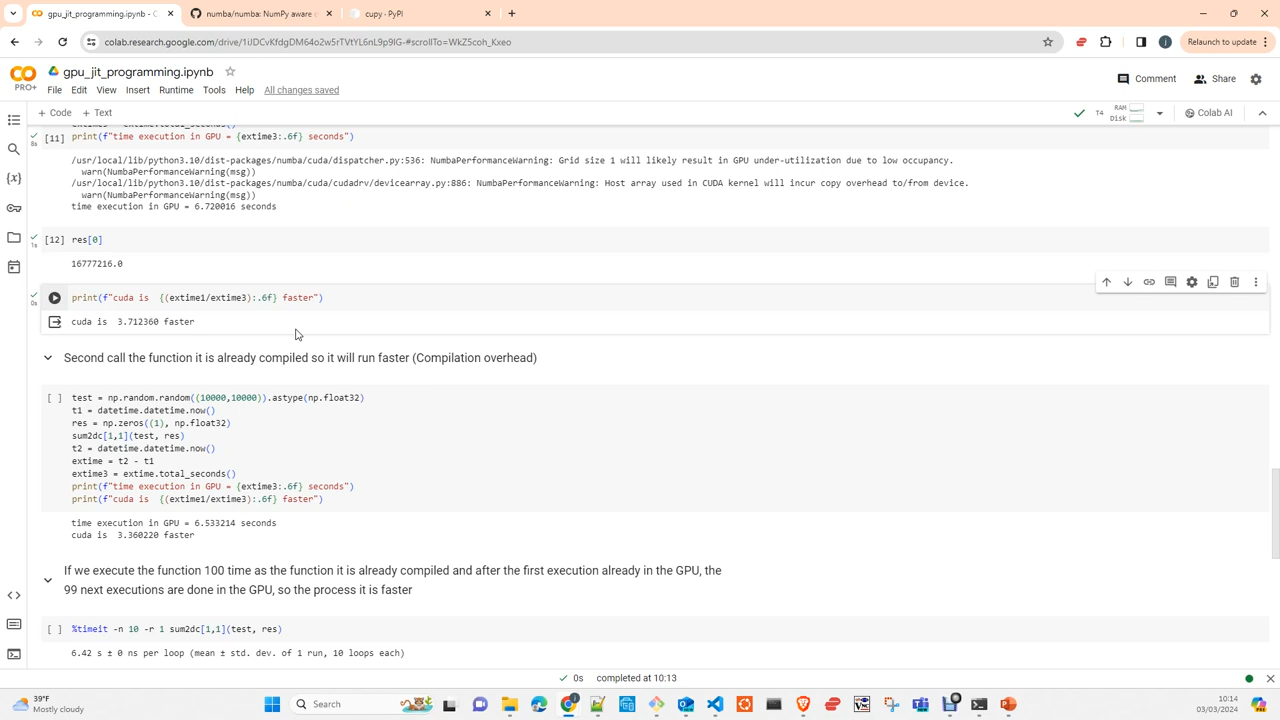 gpu_jit_programming.ipynb - C
numba/numba: NumPy aware d
cupy · PyPI
colab.research.google.com/drive/1iJDCvKfdgDM64o2w5rTVtYL6nL9p9lG-#scrollTo=WkZ5coh_Kxeo
Relaunch to update
gpu_jit_programming.ipynb
PRO+
File Edit View Insert Runtime Tools Help All changes saved
Comment Share
+ Code + Text
T4 RAM Disk
Colab AI
[11] print(f"time execution in GPU = {extime3:.6f} seconds")
8s
/usr/local/lib/python3.10/dist-packages/numba/cuda/dispatcher.py:536: NumbaPerformanceWarning: Grid size 1 will likely result in GPU under-utilization due to low occupancy.
warn(NumbaPerformanceWarning(msg))
/usr/local/lib/python3.10/dist-packages/numba/cuda/cudadrv/devicearray.py:886: NumbaPerformanceWarning: Host array used in CUDA kernel will incur copy overhead to/from device.
warn(NumbaPerformanceWarning(msg))
time execution in GPU = 6.720016 seconds
[12] res[0]
1s
16777216.0
print(f"cuda is {(extime1/extime3):.6f} faster")
0s
cuda is 3.712360 faster
Second call the function it is already compiled so it will run faster (Compilation overhead)
[ ] test = np.random.random((10000,10000)).astype(np.float32)
t1 = datetime.datetime.now()
res = np.zeros((1), np.float32)
sum2dc[1,1](test, res)
t2 = datetime.datetime.now()
extime = t2 - t1
extime3 = extime.total_seconds()
print(f"time execution in GPU = {extime3:.6f} seconds")
print(f"cuda is {(extime1/extime3):.6f} faster")
time execution in GPU = 6.533214 seconds
cuda is 3.360220 faster
If we execute the function 100 time as the function it is already compiled and after the first execution already in the GPU, the
99 next executions are done in the GPU, so the process it is faster
[ ] %timeit -n 10 -r 1 sum2dc[1,1](test, res)
6.42 s ± 0 ns per loop (mean ± std. dev. of 1 run, 10 loops each)
0s completed at 10:13
39°F
Mostly cloudy
Search
10:14
03/03/2024